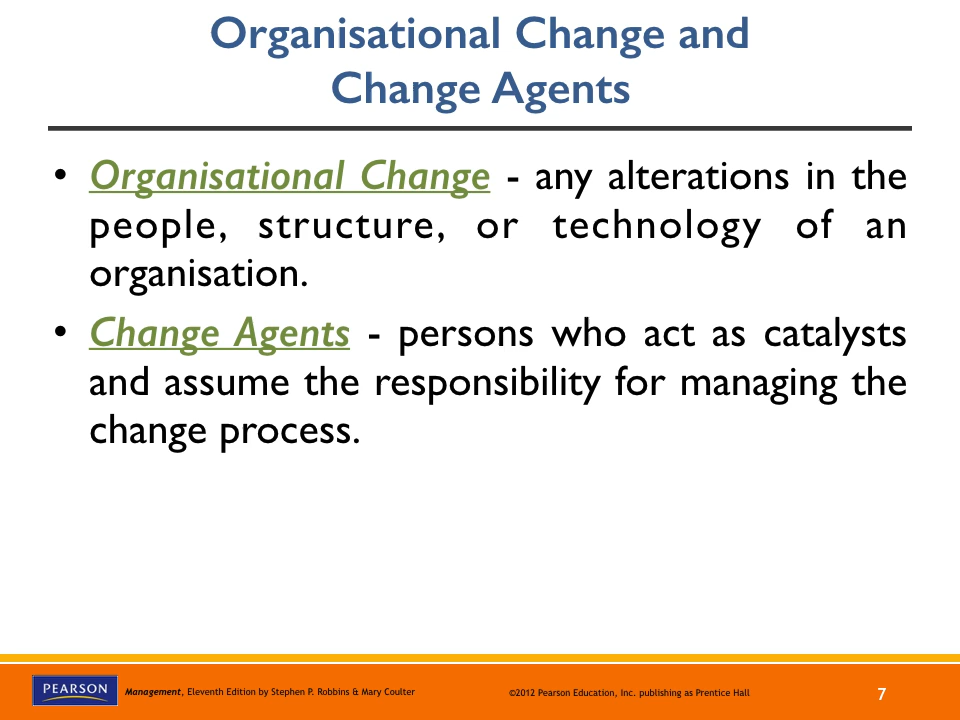 Organisational Change and
Change Agents
• Organisational Change - any alterations in the
people, structure, or technology of an
organisation.
• Change Agents - persons who act as catalysts
and assume the responsibility for managing the
change process.
PEARSON
Management, Eleventh Edition by Stephen P. Robbins & Mary Coulter
©2012 Pearson Education, Inc. publishing as Prentice Hall
7